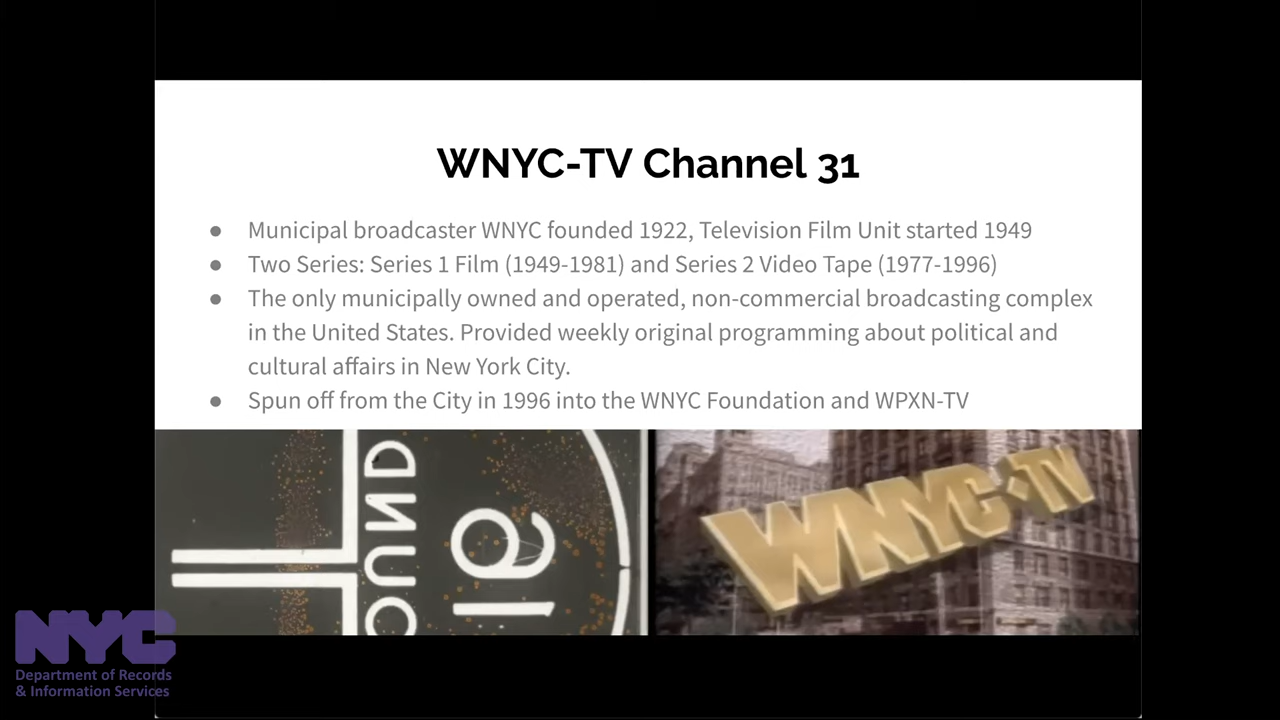 WNYC-TV Channel 31
● Municipal broadcaster WNYC founded 1922, Television Film Unit started 1949
● Two Series: Series 1 Film (1949-1981) and Series 2 Video Tape (1977-1996)
● The only municipally owned and operated, non-commercial broadcasting complex
in the United States. Provided weekly original programming about political and
cultural affairs in New York City.
● Spun off from the City in 1996 into the WNYC Foundation and WPXN-TV
WNYC·TV
NYC
Department of Records
& Information Services